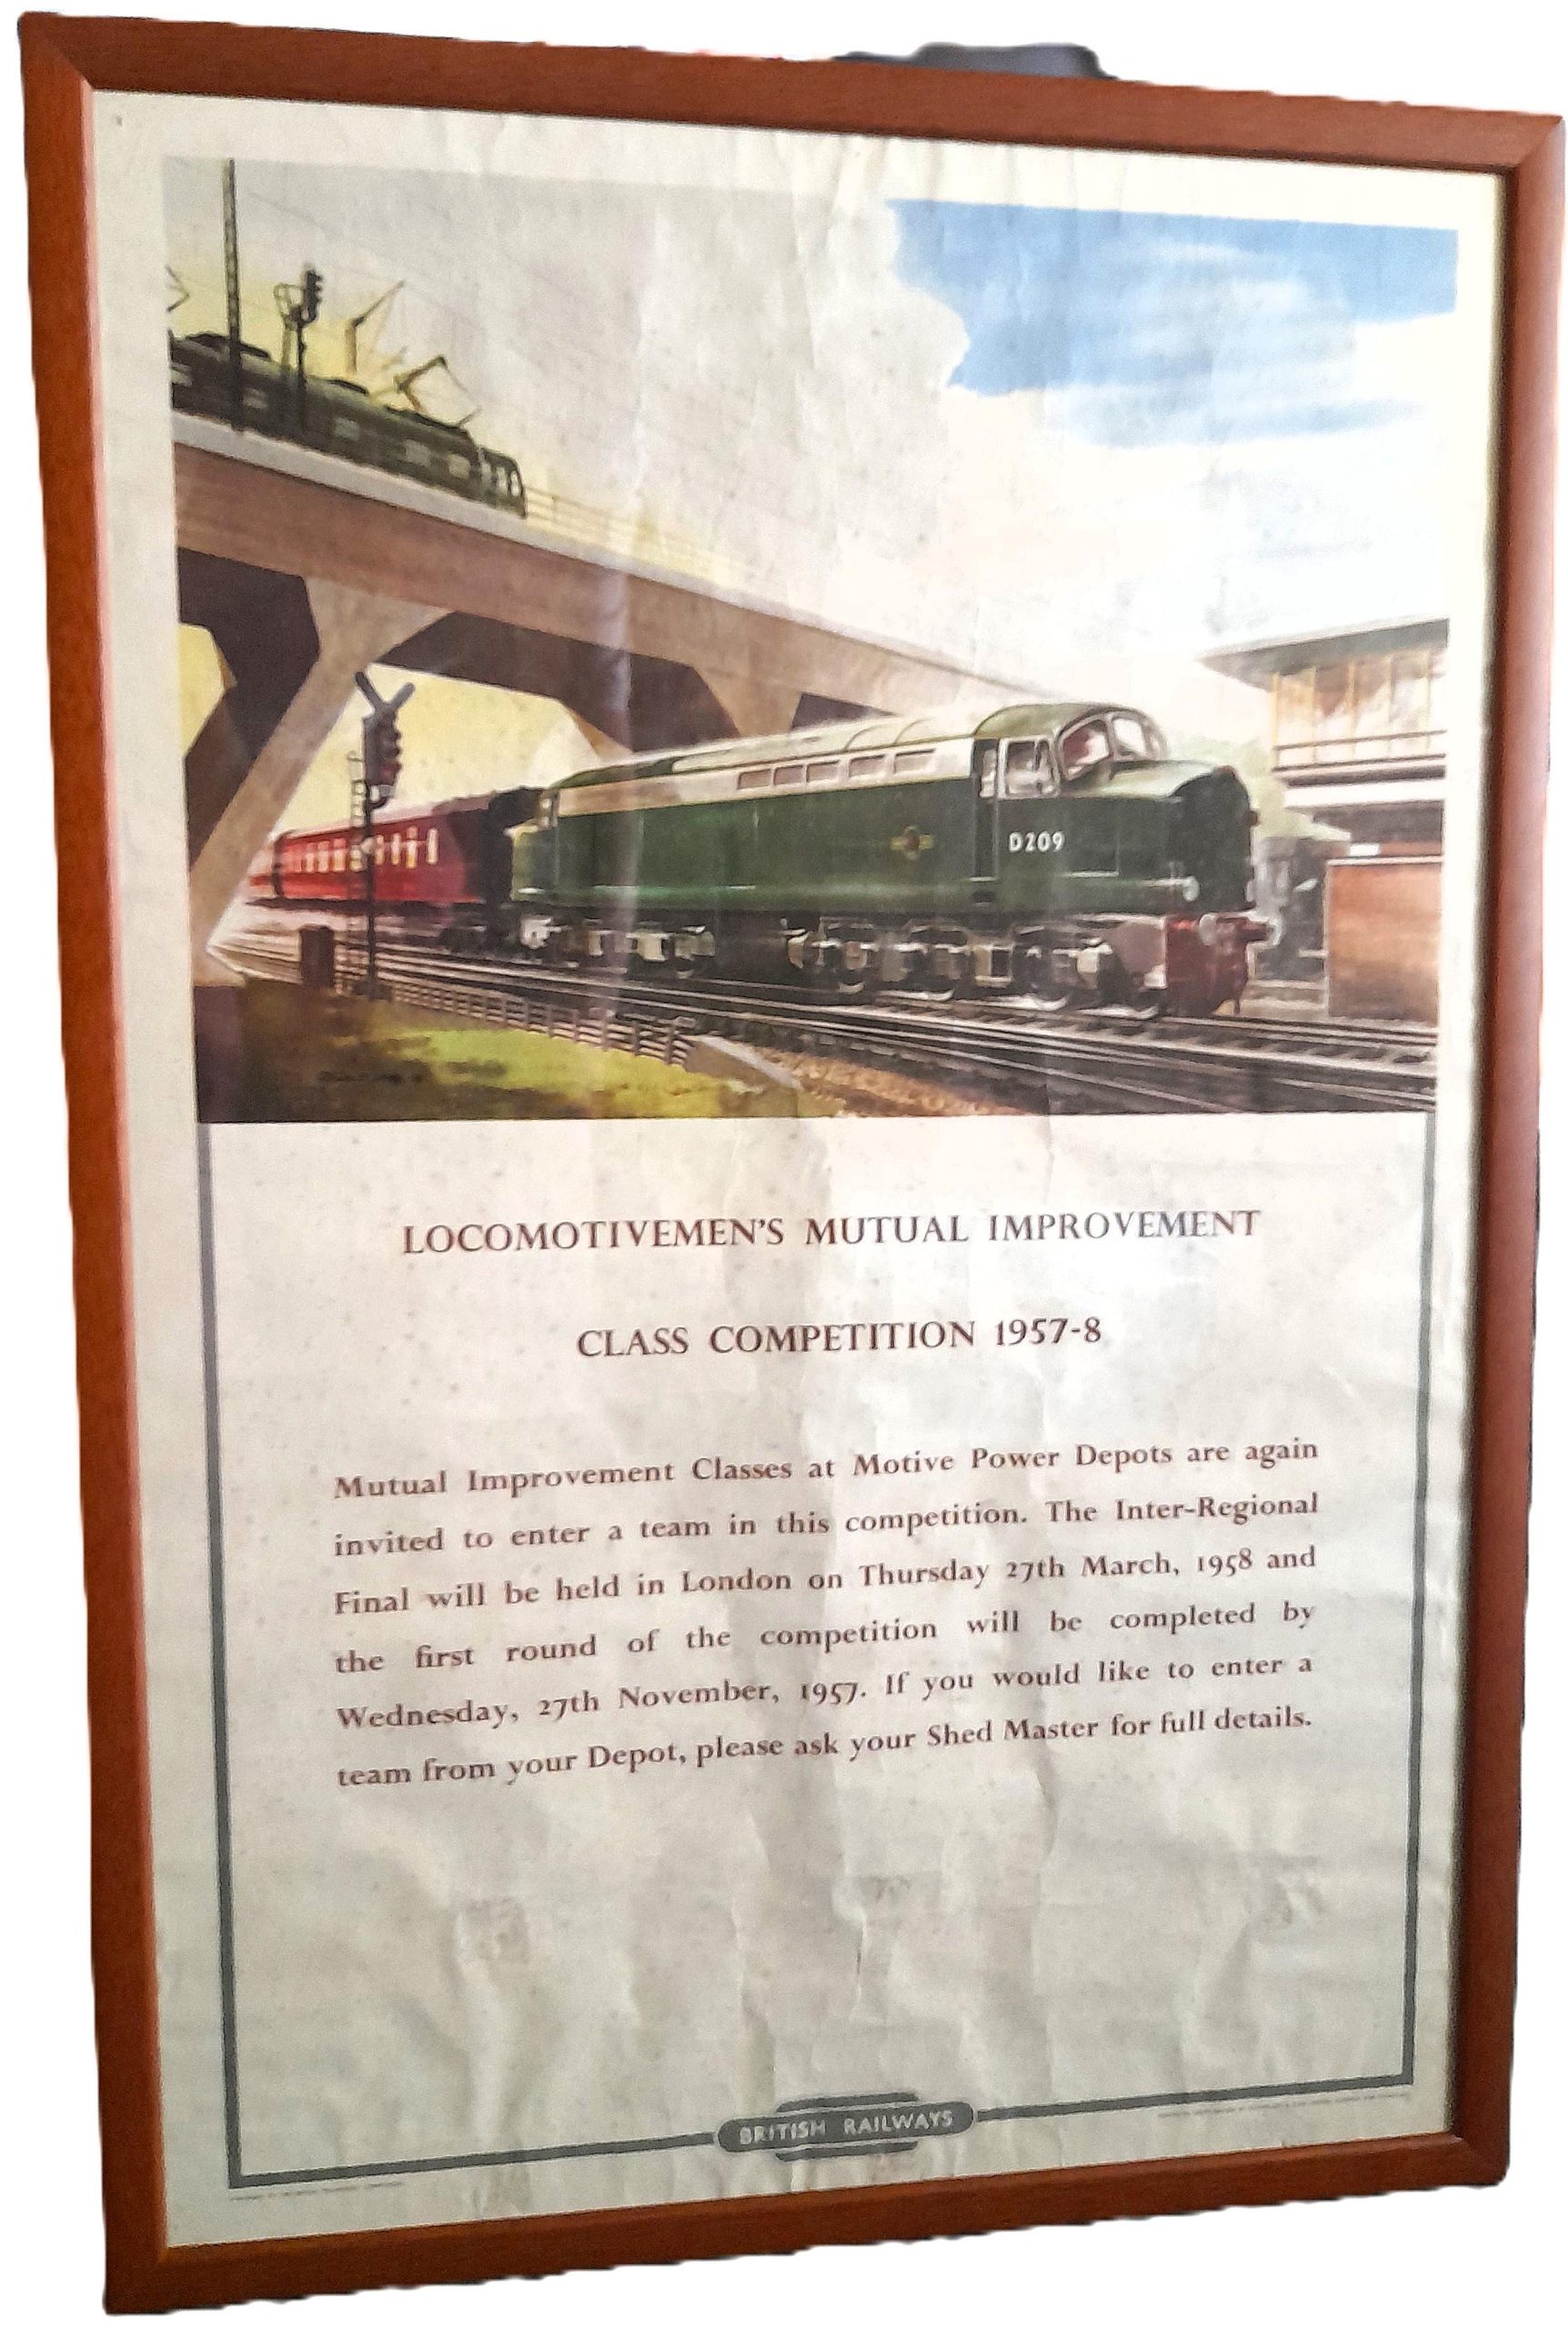 D209
LOCOMOTIVEMEN'S MUTUAL IMPROVEMENT
CLASS COMPETITION 1957-8
Mutual Improvement Classes at Motive Power Depots are again
invited to enter a team in this competition. The Inter-Regional
Final will be held in London on Thursday 27th March, 1958 and
the first round of the competition will be completed by
Wednesday, 27th November, 1957. If you would like to enter a
team from your Depot, please ask your Shed Master for full details.
BRITISH RAILWAYS